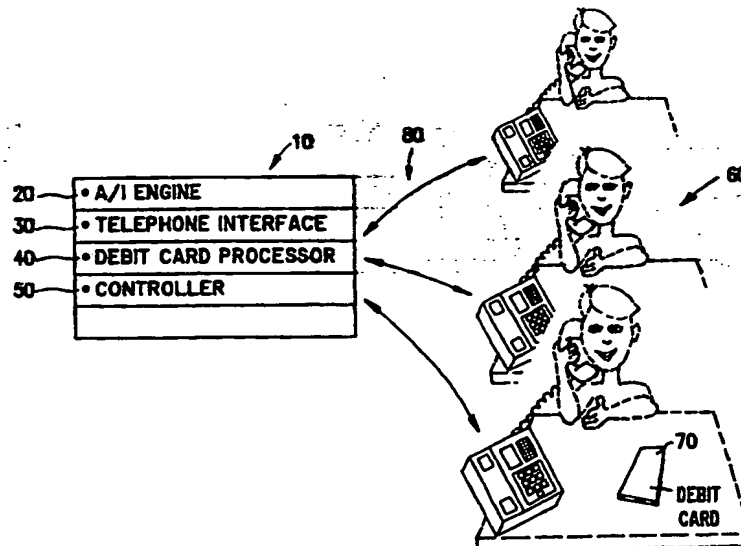 10
80
60
20 • A/I ENGINE
30 • TELEPHONE INTERFACE
40 • DEBIT CARD PROCESSOR
50 • CONTROLLER
70
DEBIT
CARD